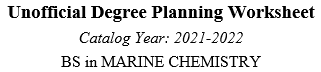 Unofficial Degree Planning Worksheet
Catalog Year: 2021-2022
BS in MARINE CHEMISTRY